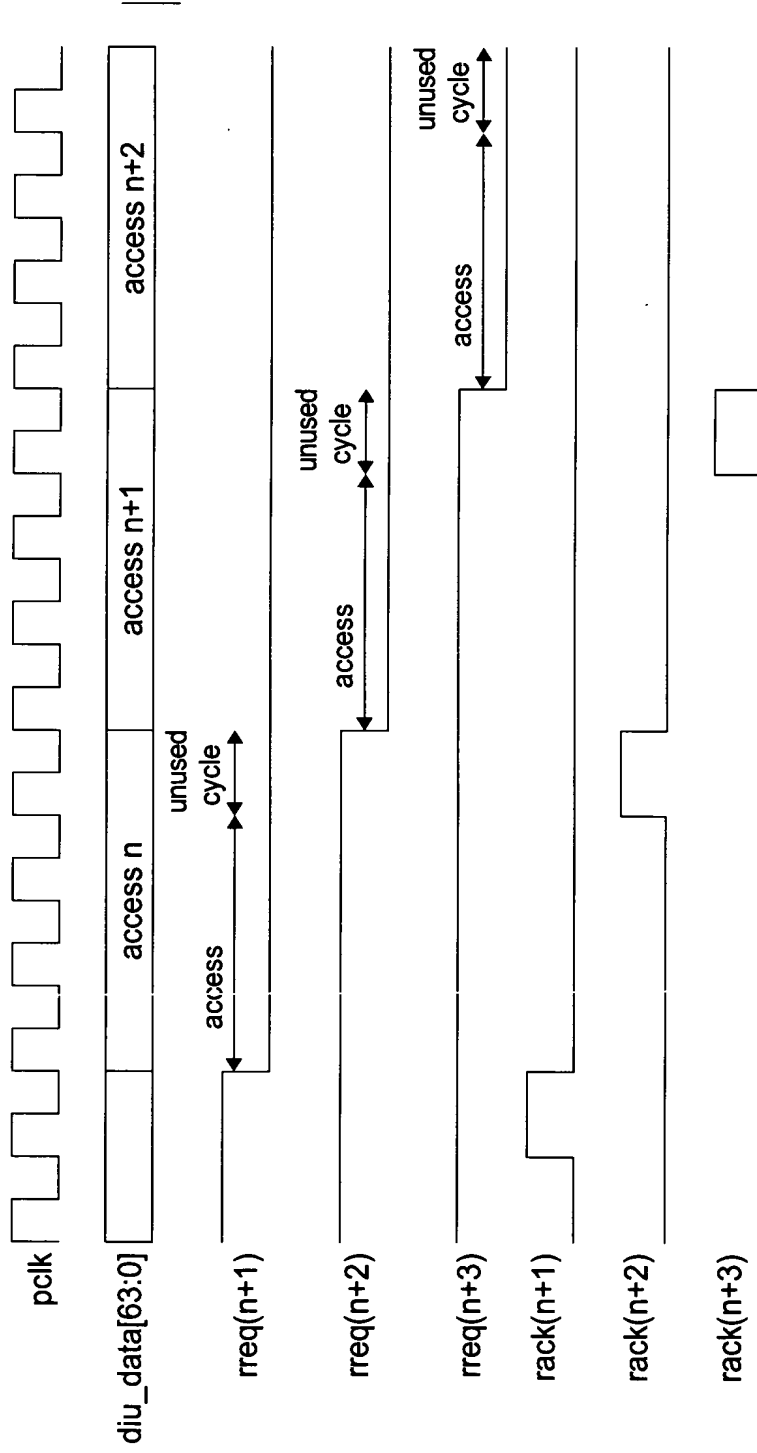 pclk
diu_data[63:0]
access n
access n+1
access n+2
rreq(n+1)
access
unused
cycle
rreq(n+2)
access
unused
cycle
rreq(n+3)
access
unused
cycle
rack(n+1)
rack(n+2)
rack(n+3)